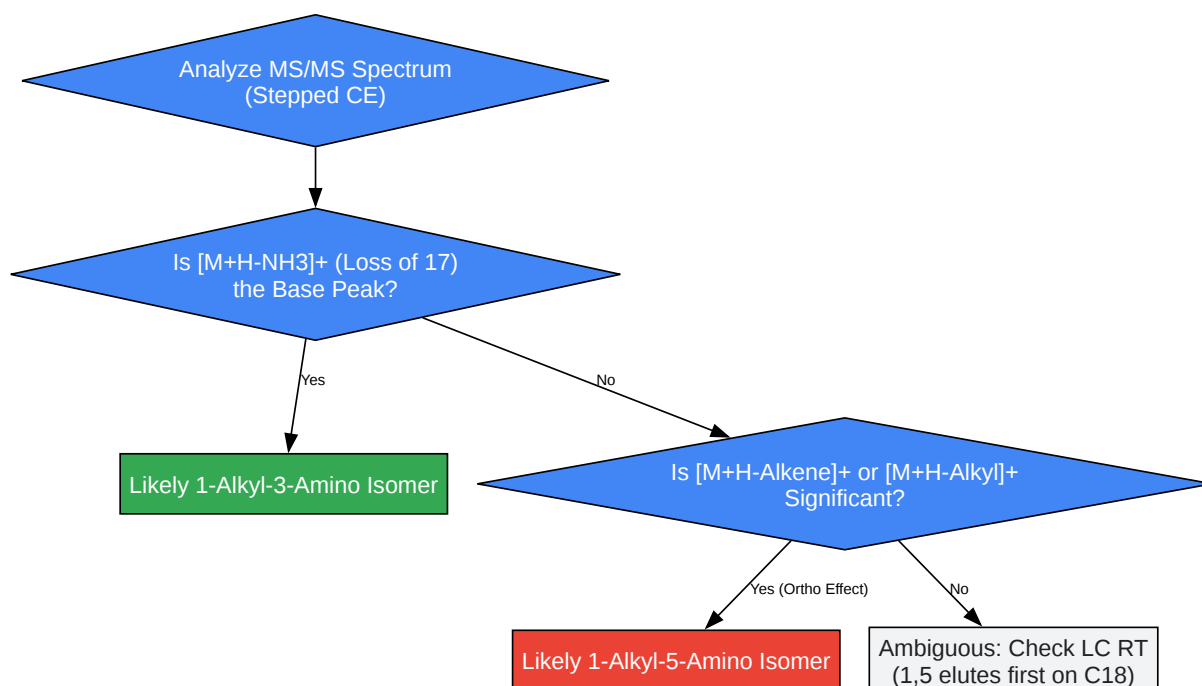 Analyze MS/MS Spectrum
(Stepped CE)
Is [M+H-NH3]+ (Loss of 17)
the Base Peak?
Yes
No
Likely 1-Alkyl-3-Amino Isomer
Is [M+H-Alkene]+ or [M+H-Alkyl]+
Significant?
Yes (Ortho Effect)
No
Likely 1-Alkyl-5-Amino Isomer
Ambiguous: Check LC RT
(1,5 elutes first on C18)